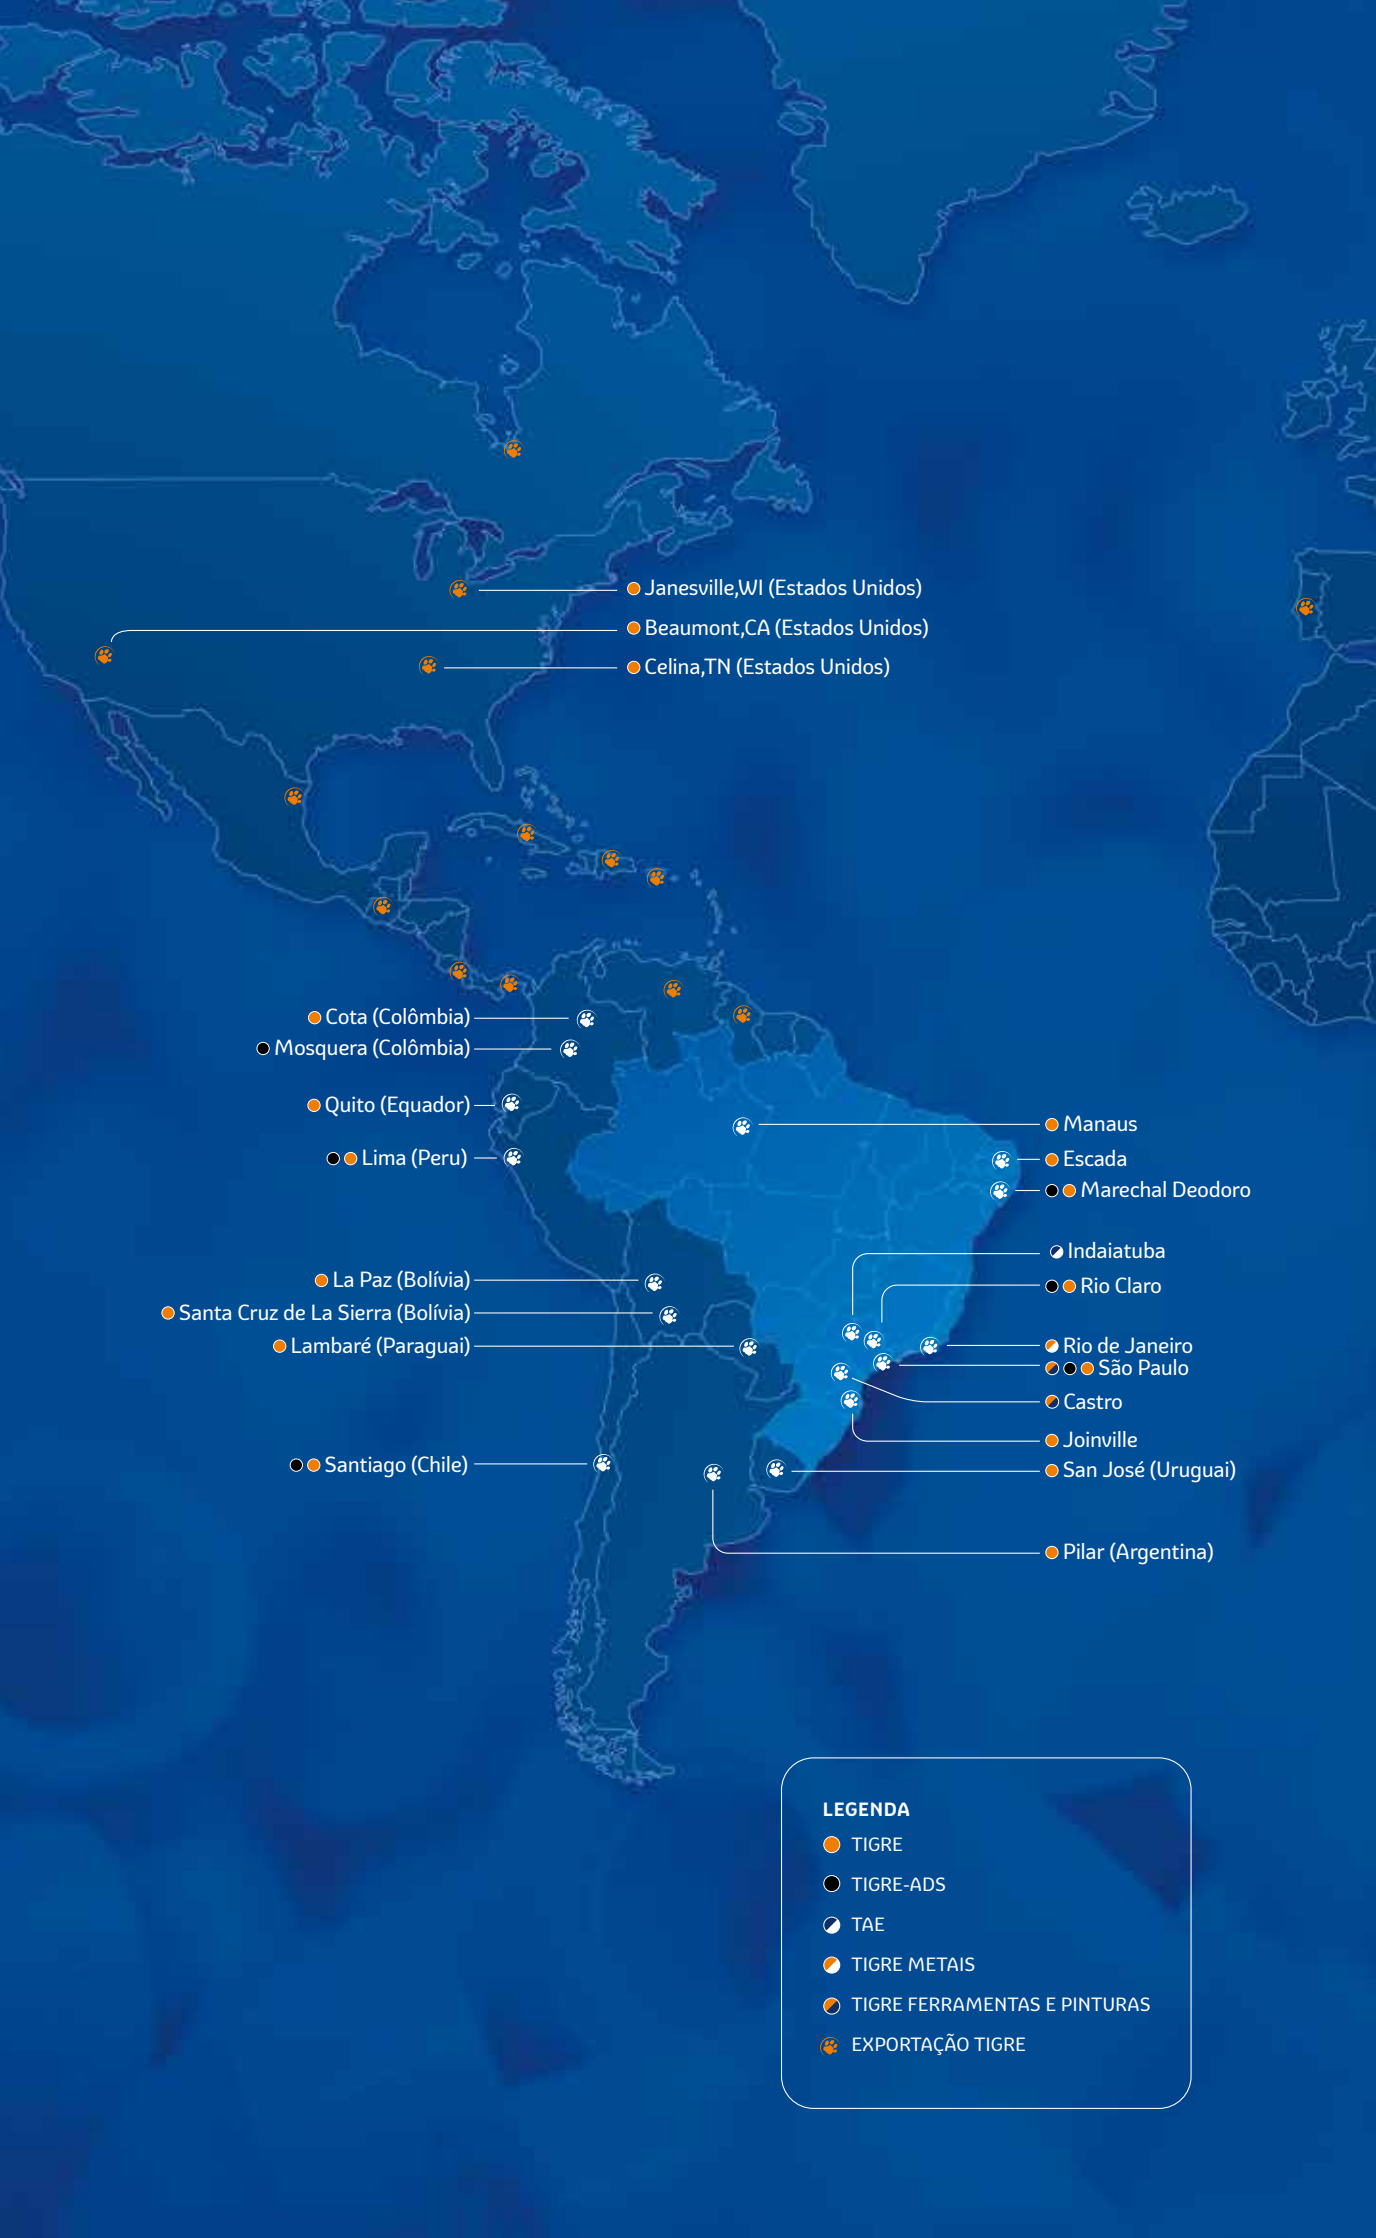 Janesville,WI (Estados Unidos)
Beaumont,CA (Estados Unidos)
Celina,TN (Estados Unidos)
Cota (Colômbia)
Mosquera (Colômbia)
Quito (Equador)
Lima (Peru)
La Paz (Bolívia)
Santa Cruz de La Sierra (Bolívia)
Lambaré (Paraguai)
Santiago (Chile)
Manaus
Escada
Marechal Deodoro
Indaiatuba
Rio Claro
Rio de Janeiro
São Paulo
Castro
Joinville
San José (Uruguai)
Pilar (Argentina)
LEGENDA
TIGRE
TIGRE-ADS
TAE
TIGRE METAIS
TIGRE FERRAMENTAS E PINTURAS
EXPORTAÇÃO TIGRE